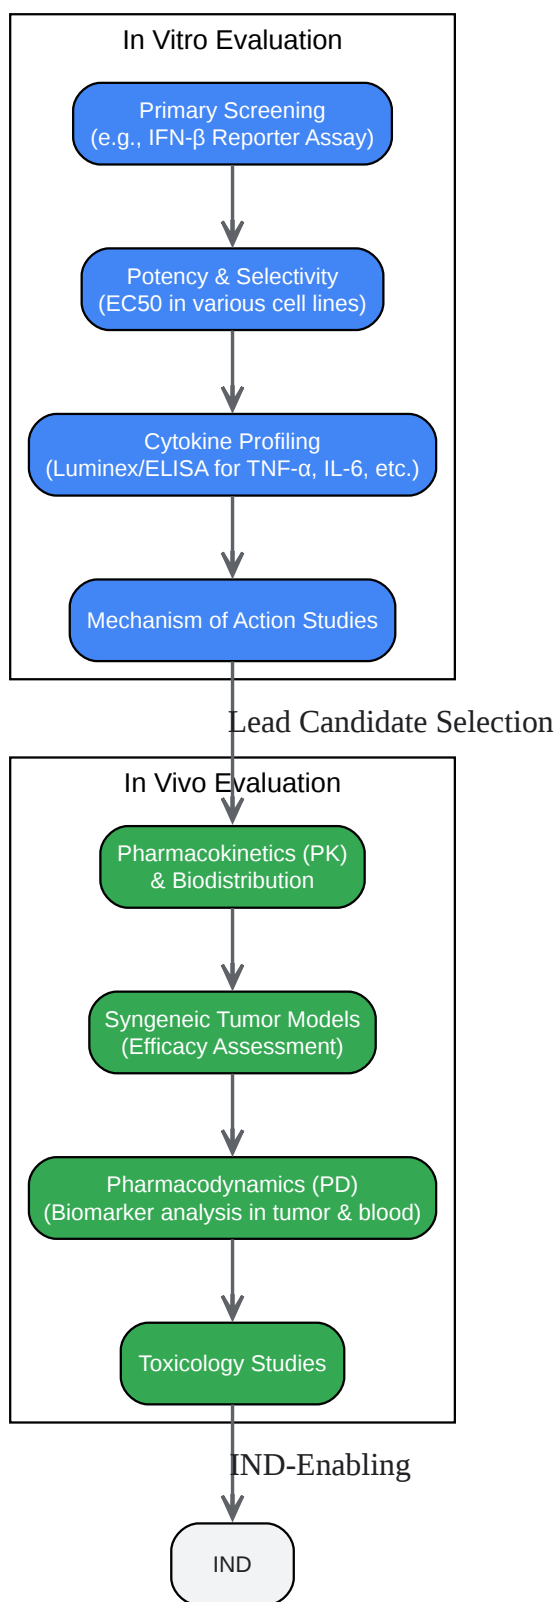 In Vitro Evaluation
Primary Screening
(e.g., IFN-β Reporter Assay)
Potency & Selectivity
(EC50 in various cell lines)
Cytokine Profiling
(Luminex/ELISA for TNF-α, IL-6, etc.)
Mechanism of Action Studies
Lead Candidate Selection
In Vivo Evaluation
Pharmacokinetics (PK)
& Biodistribution
Syngeneic Tumor Models
(Efficacy Assessment)
Pharmacodynamics (PD)
(Biomarker analysis in tumor & blood)
Toxicology Studies
IND-Enabling
IND